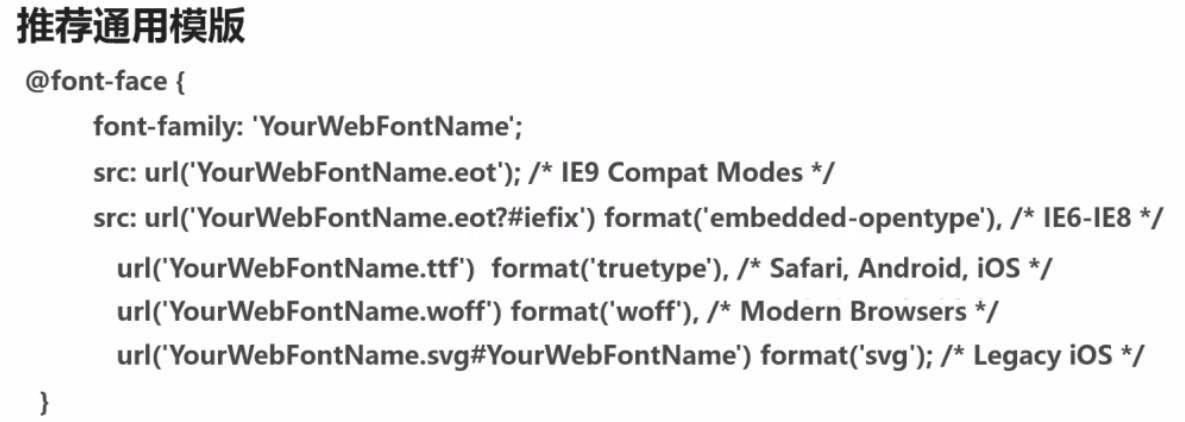 推荐通用模版
@font-face {
font-family: 'YourWebFontName';
src: url('YourWebFontName.eot'); /* IE9 Compat Modes */
src: url('YourWebFontName.eot?#iefix') format('embedded-opentype'), /* IE6-IE8 */
url('YourWebFontName.ttf')  format('truetype'), /* Safari, Android, iOS */
url('YourWebFontName.woff') format('woff'), /* Modern Browsers */
url('YourWebFontName.svg#YourWebFontName') format('svg'); /* Legacy iOS */
}